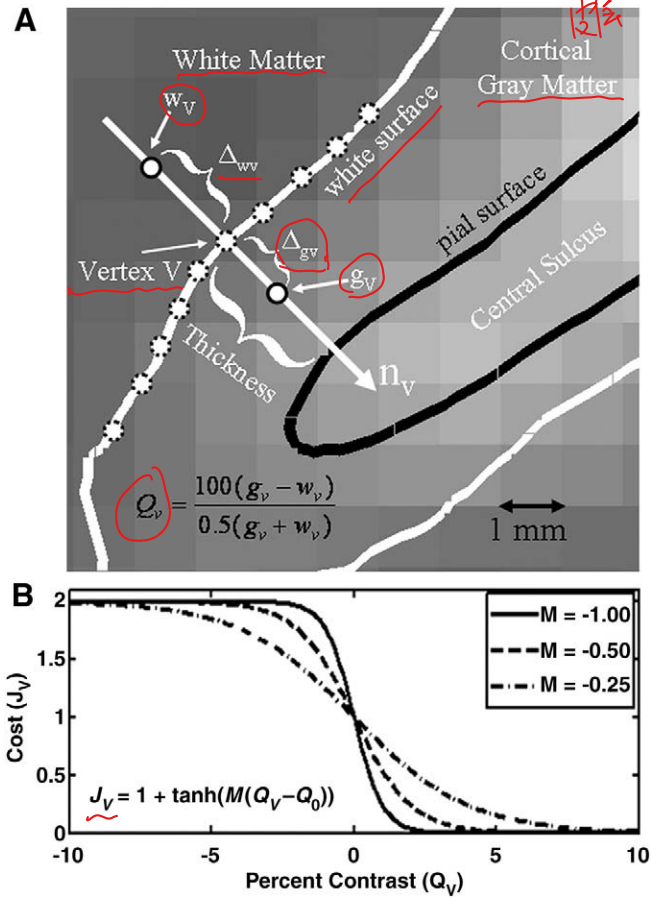 A
White Matter
Cortical
Gray Matter
w_V
Δ_wv
white surface
pial surface
Vertex V
Δ_gv
g_V
Central Sulcus
Thickness
n_v
Q_v = 100(g_v − w_v) / 0.5(g_v + w_v)
1 mm
B
Cost (J_V)
2
1.5
1
0.5
0
M = -1.00
M = -0.50
M = -0.25
J_V = 1 + tanh(M(Q_V−Q_0))
-10 -5 0 5 10
Percent Contrast (Q_V)